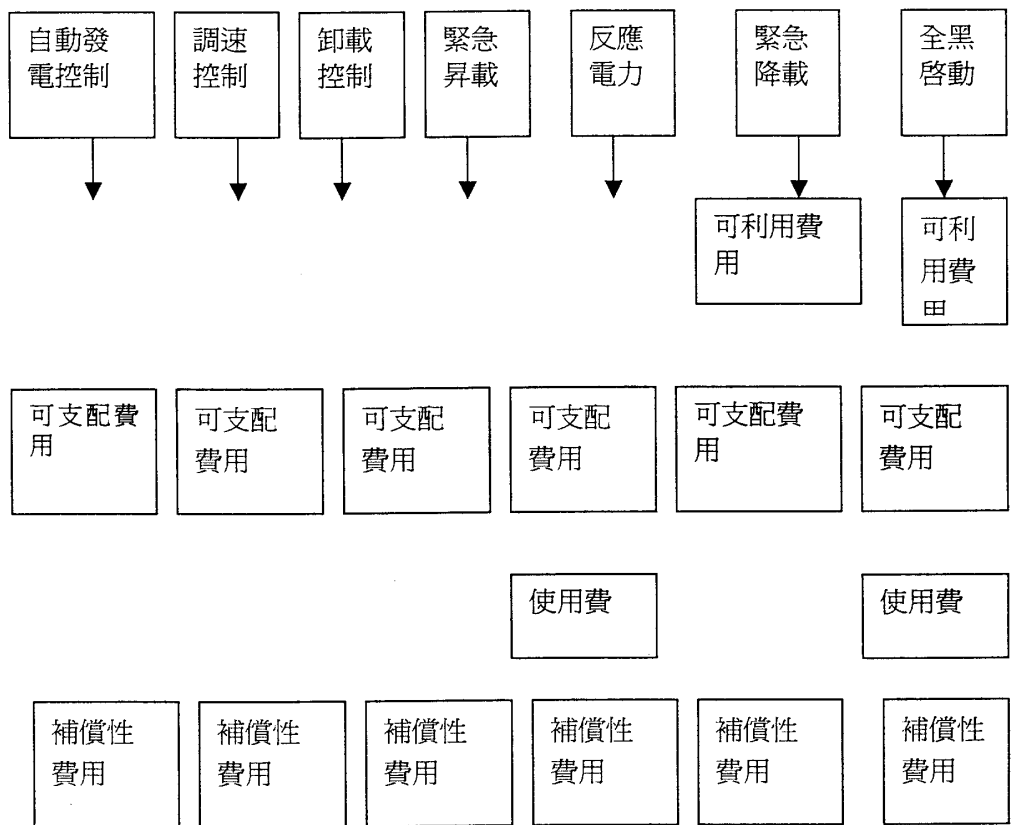 自動發
電控制
調速
控制
卸載
控制
緊急
昇載
反應
電力
緊急
降載
全黑
啓動
可利用費
用
可利
用費
可支配費
用
可支配
費用
可支配
費用
可支配
費用
可支配費
用
可支配
費用
使用費
使用費
補償性
費用
補償性
費用
補償性
費用
補償性
費用
補償性
費用
補償性
費用